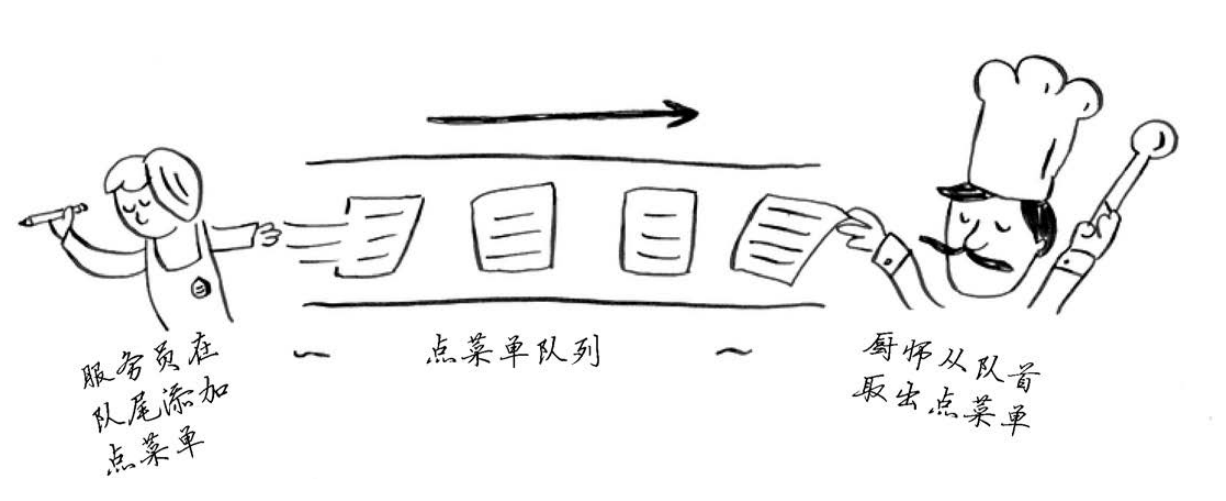 服务员在
队尾添加
点菜单
~ 点菜单队列 ~
厨师从队首
取出点菜单